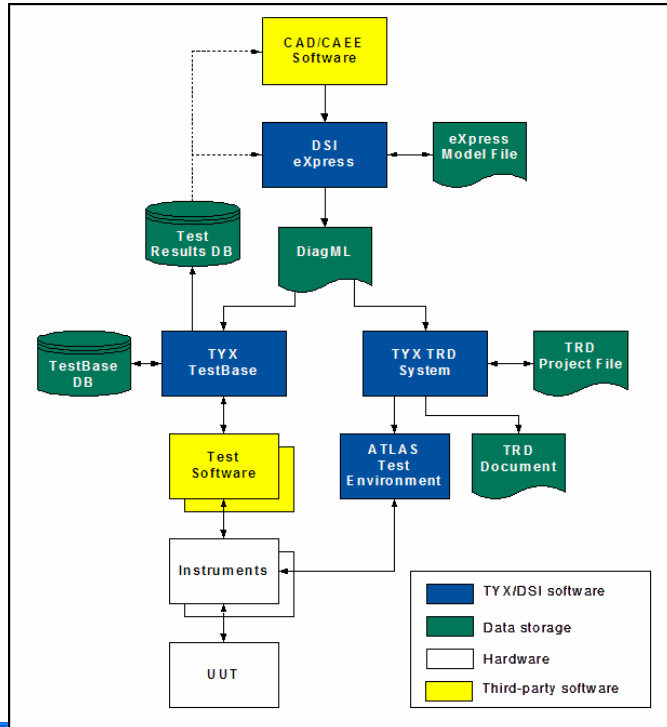 CAD/CAEE
Software
DSI
eXpress
eXpress
Model File
Test
Results DB
DiagML
TestBase
DB
TYX
TestBase
TYX TRD
System
TRD
Project File
Test
Software
ATLAS
Test
Environment
TRD
Document
Instruments
UUT
TYX/DSI software
Data storage
Hardware
Third-party software